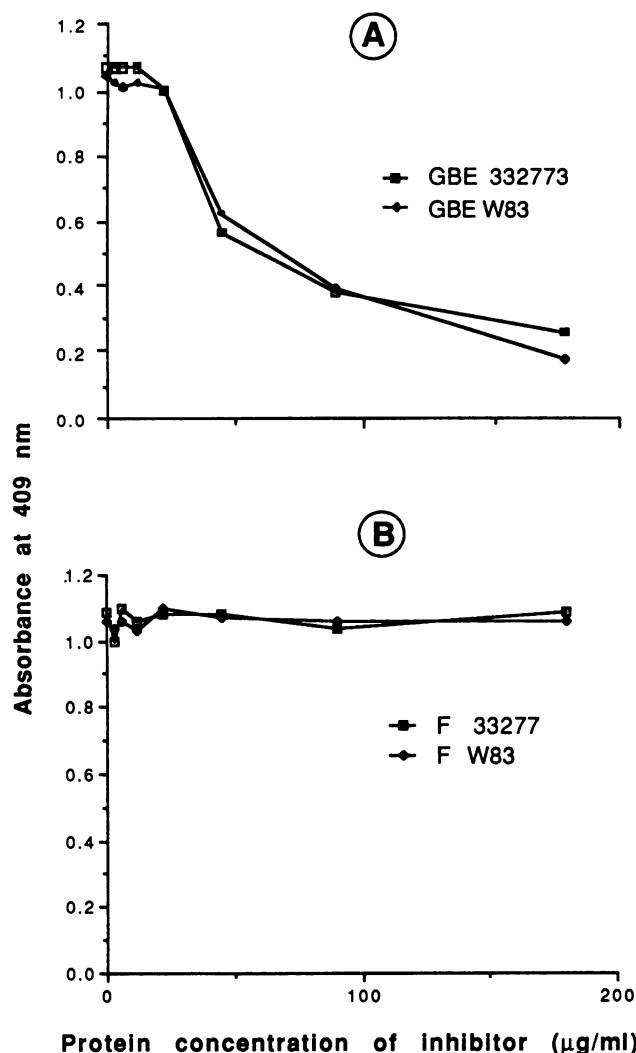 A
1.2
1.0
0.8
0.6
0.4
0.2
0.0
GBE 332773
GBE W83
Absorbance at 409 nm
B
1.2
1.0
0.8
0.6
0.4
0.2
0.0
F 33277
F W83
0 100 200
Protein concentration of inhibitor (μg/ml)